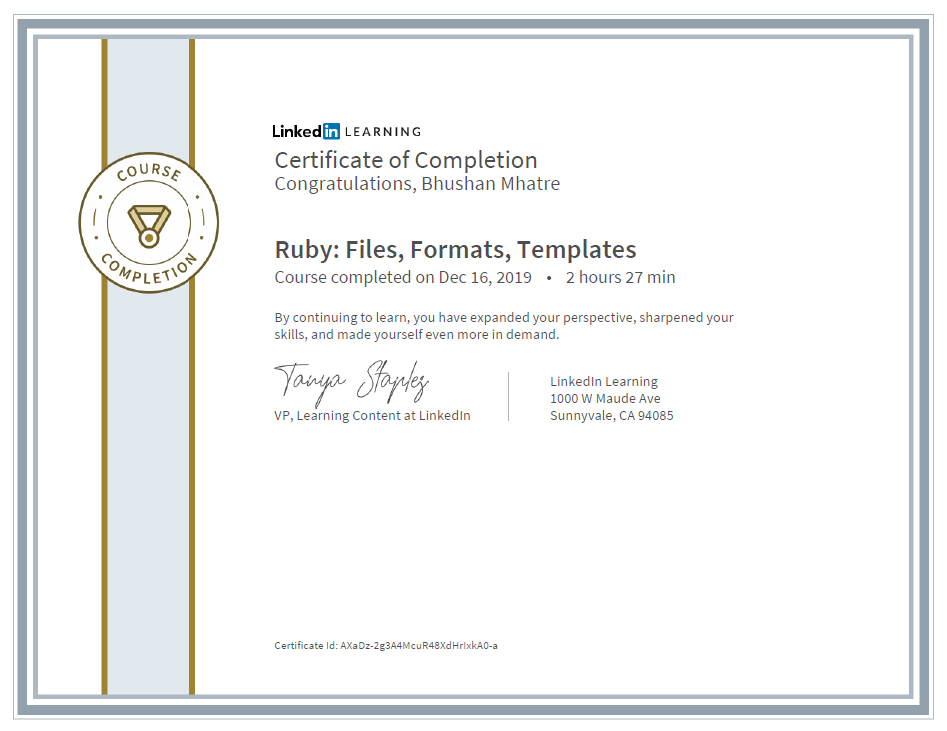 LinkedIn LEARNING
Certificate of Completion
Congratulations, Bhushan Mhatre
COURSE
COMPLETION
Ruby: Files, Formats, Templates
Course completed on Dec 16, 2019 • 2 hours 27 min
By continuing to learn, you have expanded your perspective, sharpened your
skills, and made yourself even more in demand.
Tanya Staples
VP, Learning Content at LinkedIn
LinkedIn Learning
1000 W Maude Ave
Sunnyvale, CA 94085
Certificate Id: AXaDz-2g3A4McuR48XdHrIxkA0-a